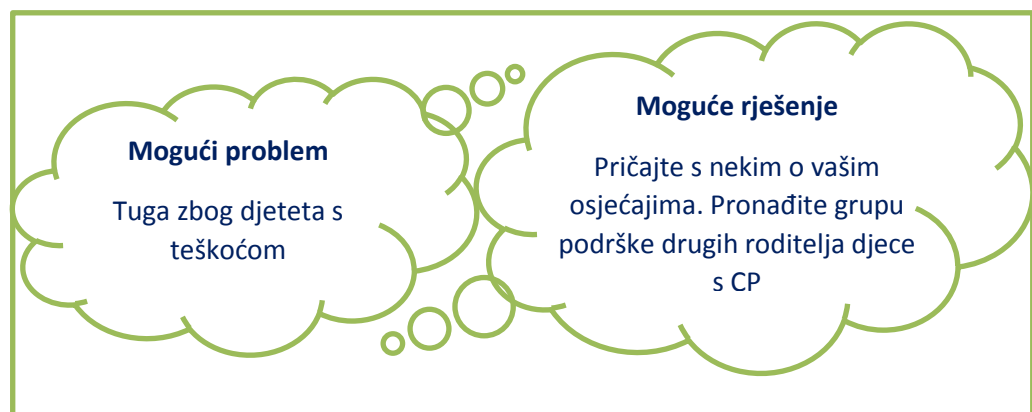 Mogući problem
Tuga zbog djeteta s
teškoćom
Moguće rješenje
Pričajte s nekim o vašim
osjećajima. Pronađite grupu
podrške drugih roditelja djece
s CP